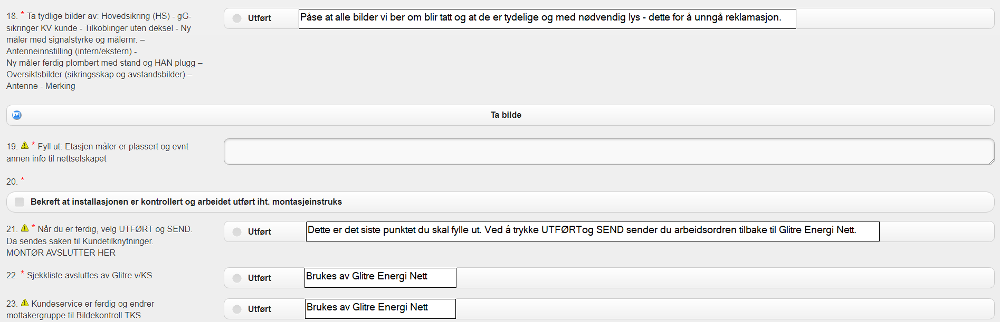 18. * Ta tydlige bilder av: Hovedsikring (HS) - gG-
sikringer KV kunde - Tilkoblinger uten deksel - Ny
måler med signalstyrke og målernr. –
Antenneinnstilling (intern/ekstern) -
Ny måler ferdig plombert med stand og HAN plugg –
Oversiktsbilder (sikringsskap og avstandsbilder) –
Antenne - Merking
Utført
Påse at alle bilder vi ber om blir tatt og at de er tydelige og med nødvendig lys - dette for å unngå reklamasjon.
Ta bilde
19. * Fyll ut: Etasjen måler er plassert og evnt
annen info til nettselskapet
20. *
Bekreft at installasjonen er kontrollert og arbeidet utført iht. montasjeinstruks
21. * Når du er ferdig, velg UTFØRT og SEND.
Da sendes saken til Kundetilknytninger.
MONTØR AVSLUTTER HER
Utført
Dette er det siste punktet du skal fylle ut. Ved å trykke UTFØRTog SEND sender du arbeidsordren tilbake til Glitre Energi Nett.
22. * Sjekkliste avsluttes av Glitre v/KS
Utført
Brukes av Glitre Energi Nett
23. Kundeservice er ferdig og endrer
mottakergruppe til Bildekontroll TKS
Utført
Brukes av Glitre Energi Nett